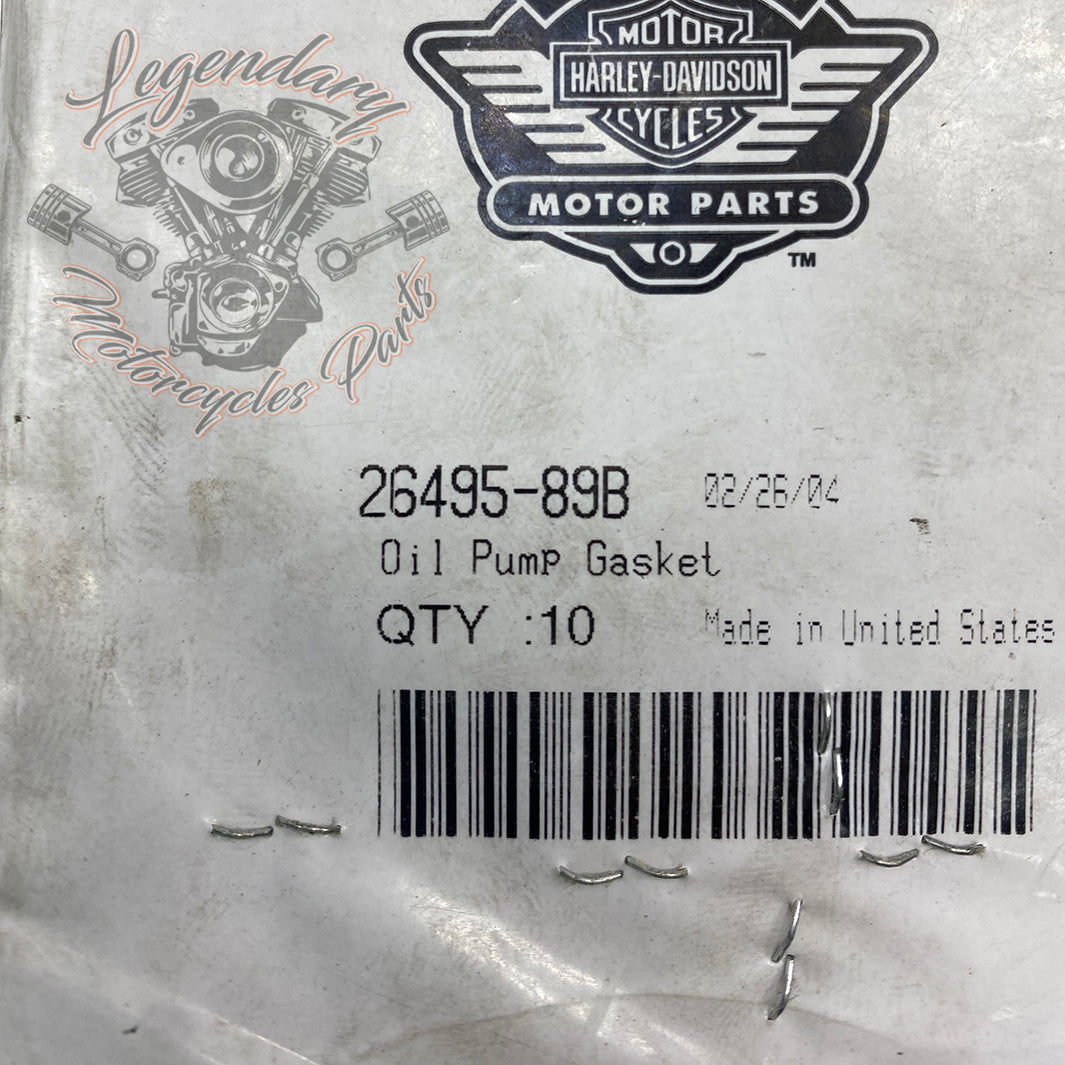 Legendary
Motorcycles Parts
MOTOR
HARLEY-DAVIDSON
CYCLES
MOTOR PARTS
TM
26495-89B 02/26/04
Oil Pump Gasket
QTY :10 Made in United States